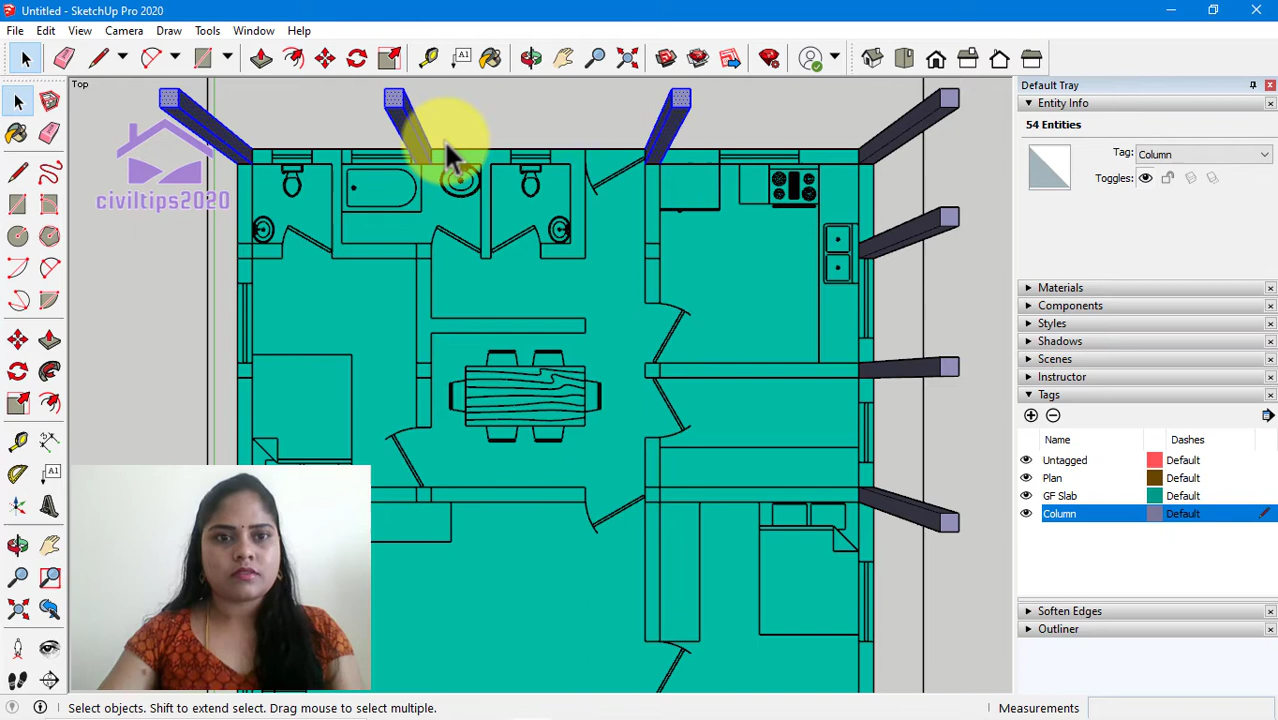 Untitled - SketchUp Pro 2020
File Edit View Camera Draw Tools Window Help
A1
Top
civiltips2020
A1
Default Tray
Entity Info
54 Entities
Tag: Column
Toggles:
Materials
Components
Styles
Shadows
Scenes
Instructor
Tags
Name Dashes
Untagged Default
Plan Default
GF Slab Default
Column Default
Soften Edges
Outliner
Select objects. Shift to extend select. Drag mouse to select multiple.
Measurements